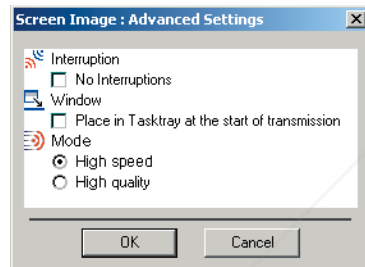 Screen Image : Advanced Settings
Interruption
No Interruptions
Window
Place in Tasktray at the start of transmission
Mode
High speed
High quality
OK
Cancel